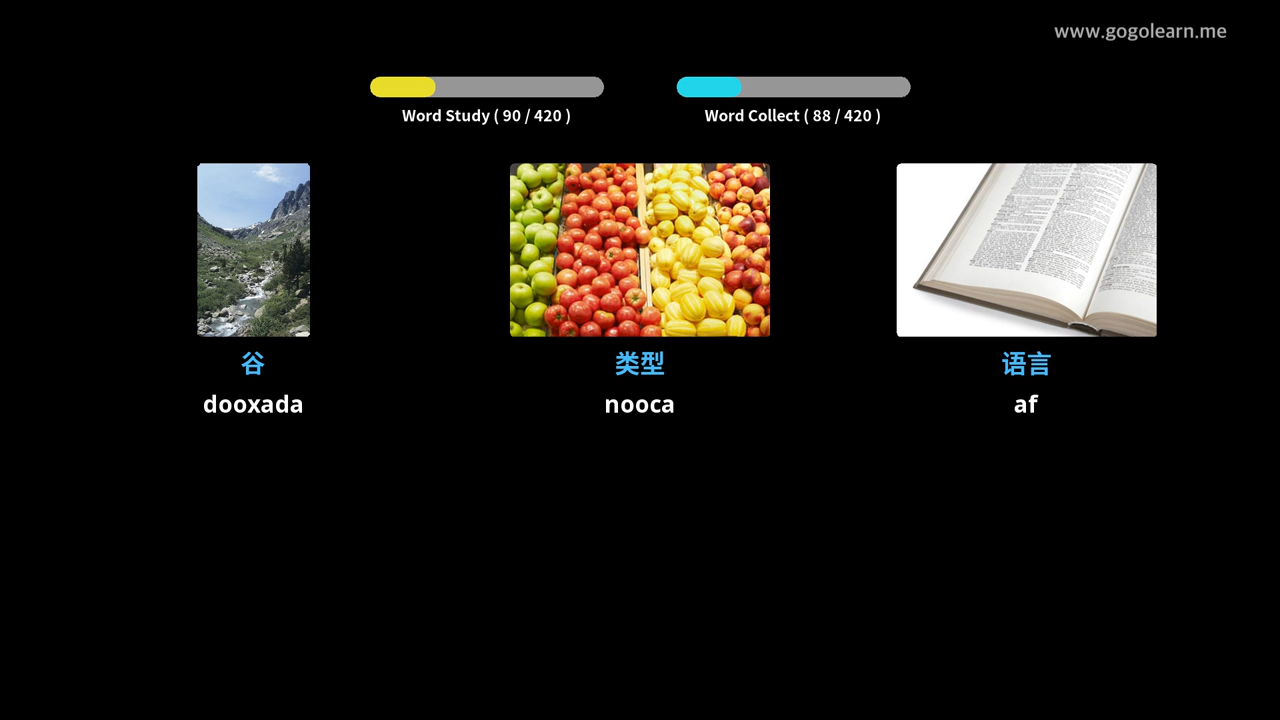 www.gogolearn.me
Word Study ( 90 / 420 )
Word Collect ( 88 / 420 )
谷
类型
语言
dooxada
nooca
af